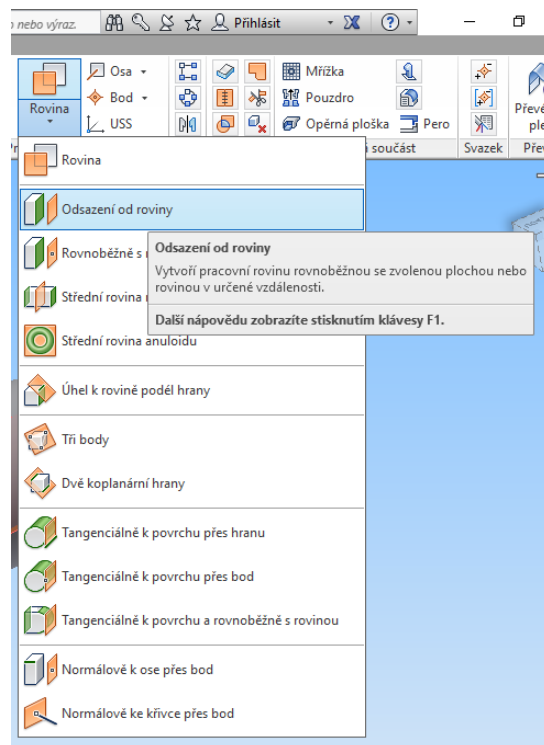 nebo výraz. Přihlásit
Osa Mřížka
Rovina Bod Pouzdro
USS Opěrná ploška Pero
součást Svazek
Rovina
Odsazení od roviny
Rovnoběžně s
Odsazení od roviny
Vytvoří pracovní rovinu rovnoběžnou se zvolenou plochou nebo
rovinou v určené vzdálenosti.
Další nápovědu zobrazíte stisknutím klávesy F1.
Střední rovina
Střední rovina anuloidu
Úhel k rovině podél hrany
Tři body
Dvě koplanární hrany
Tangenciálně k povrchu přes hranu
Tangenciálně k povrchu přes bod
Tangenciálně k povrchu a rovnoběžně s rovinou
Normálově k ose přes bod
Normálově ke křivce přes bod